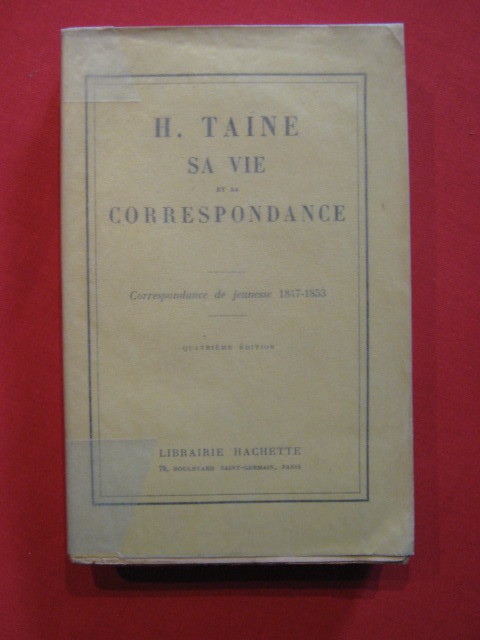 H. TAINE
SA VIE
ET SA
CORRESPONDANCE
Correspondance de jeunesse 1847-1853
QUATRIÈME ÉDITION
LIBRAIRIE HACHETTE
79, BOULEVARD SAINT-GERMAIN, PARIS